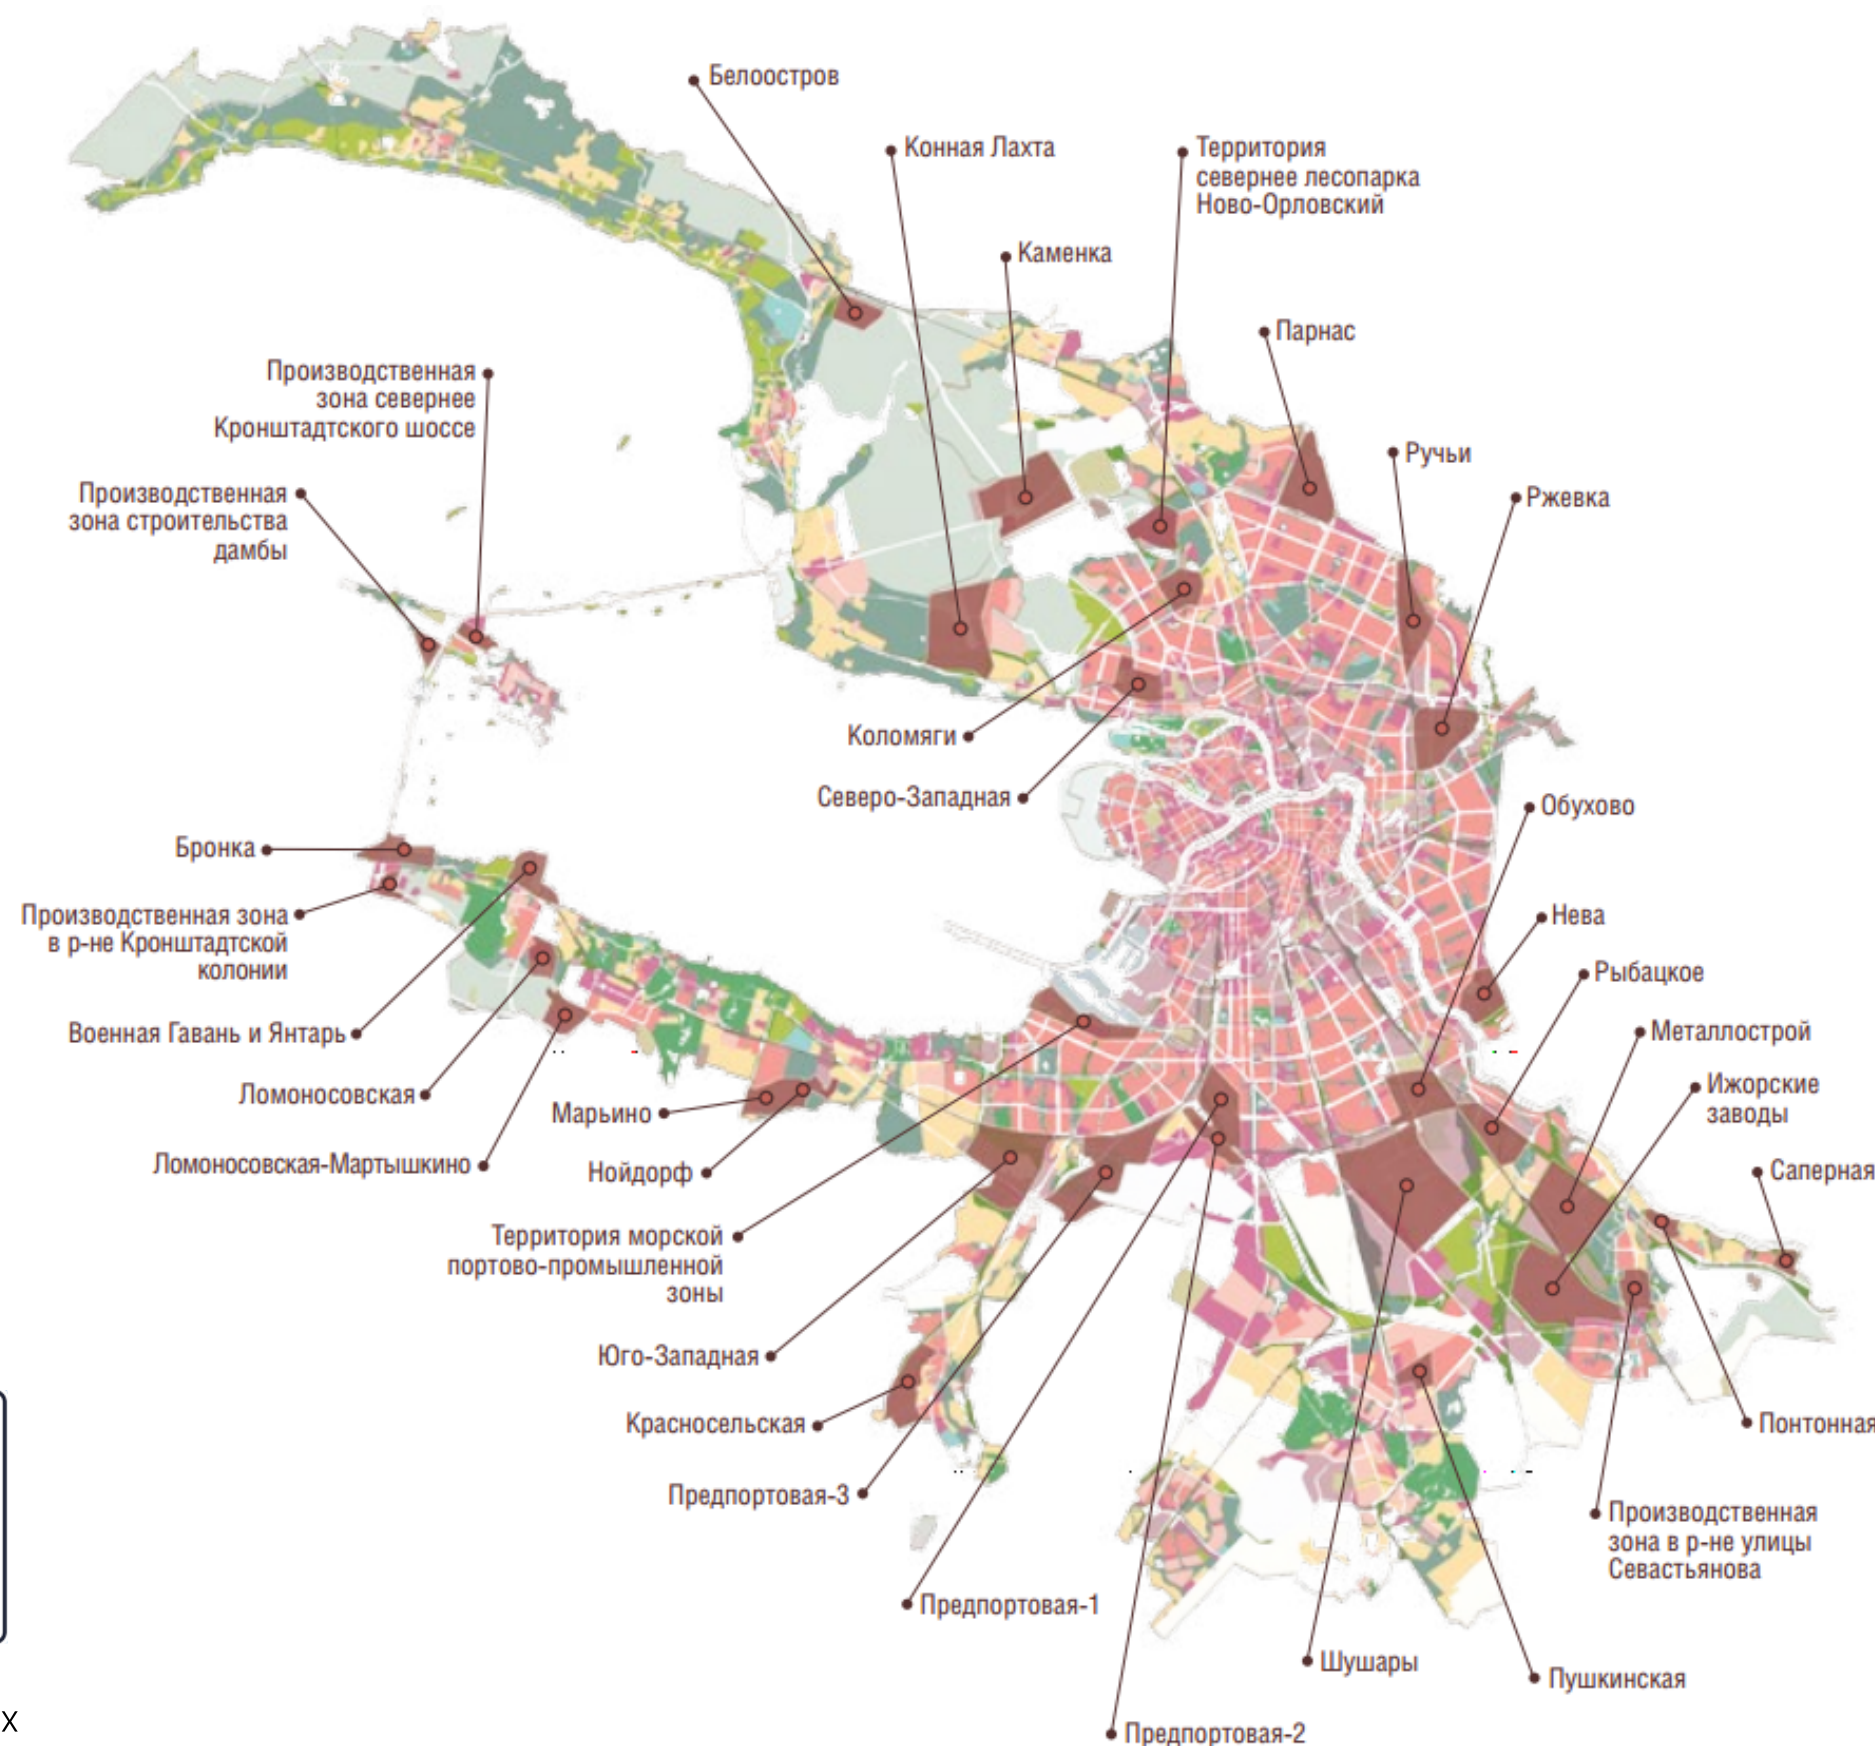 Белоостров
Конная Лахта
Территория
севернее лесопарка
Ново-Орловский
Каменка
Парнас
Производственная
зона севернее
Кронштадтского шоссе
Ручьи
Производственная
зона строительства
дамбы
Ржевка
Коломяги
Северо-Западная
Обухово
Бронка
Производственная зона
в р-не Кронштадтской
колонии
Нева
Рыбацкое
Военная Гавань и Янтарь
Металлострой
Ломоносовская
Ижорские
заводы
Марьино
Ломоносовская-Мартышкино
Нойдорф
Саперная
Территория морской
портово-промышленной
зоны
Юго-Западная
Красносельская
Понтонная
Предпортовая-3
Производственная
зона в р-не улицы
Севастьянова
Предпортовая-1
Шушары
Пушкинская
х
Предпортовая-2